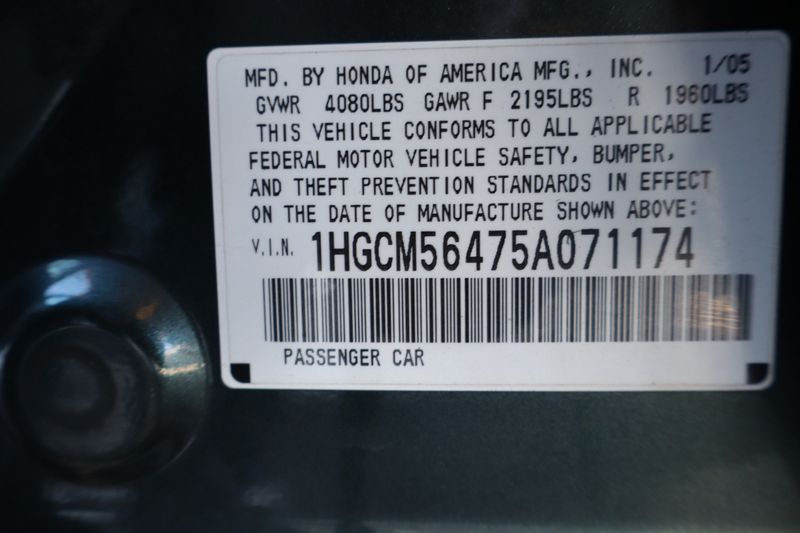 MFD. BY HONDA OF AMERICA MFG., INC. 1/05
GVWR 4080LBS GAWR F 2195LBS R 1960LBS
THIS VEHICLE CONFORMS TO ALL APPLICABLE
FEDERAL MOTOR VEHICLE SAFETY, BUMPER,
AND THEFT PREVENTION STANDARDS IN EFFECT
ON THE DATE OF MANUFACTURE SHOWN ABOVE:
V.I.N. 1HGCM56475A071174
PASSENGER CAR